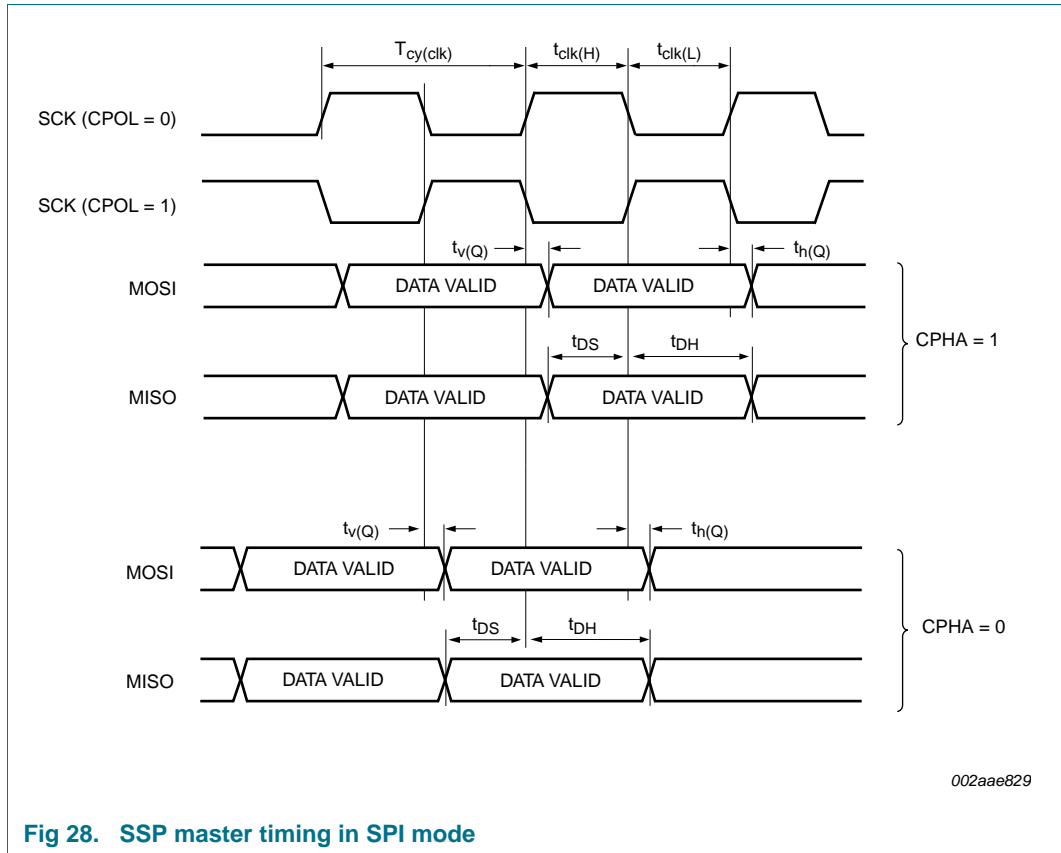 Tcy(clk) tclk(H) tclk(L)
SCK (CPOL = 0)
SCK (CPOL = 1)
tv(Q) th(Q)
MOSI DATA VALID DATA VALID
tDS tDH
CPHA = 1
MISO DATA VALID DATA VALID
tv(Q) th(Q)
MOSI DATA VALID DATA VALID
tDS tDH
CPHA = 0
MISO DATA VALID DATA VALID
002aae829
Fig 28. SSP master timing in SPI mode